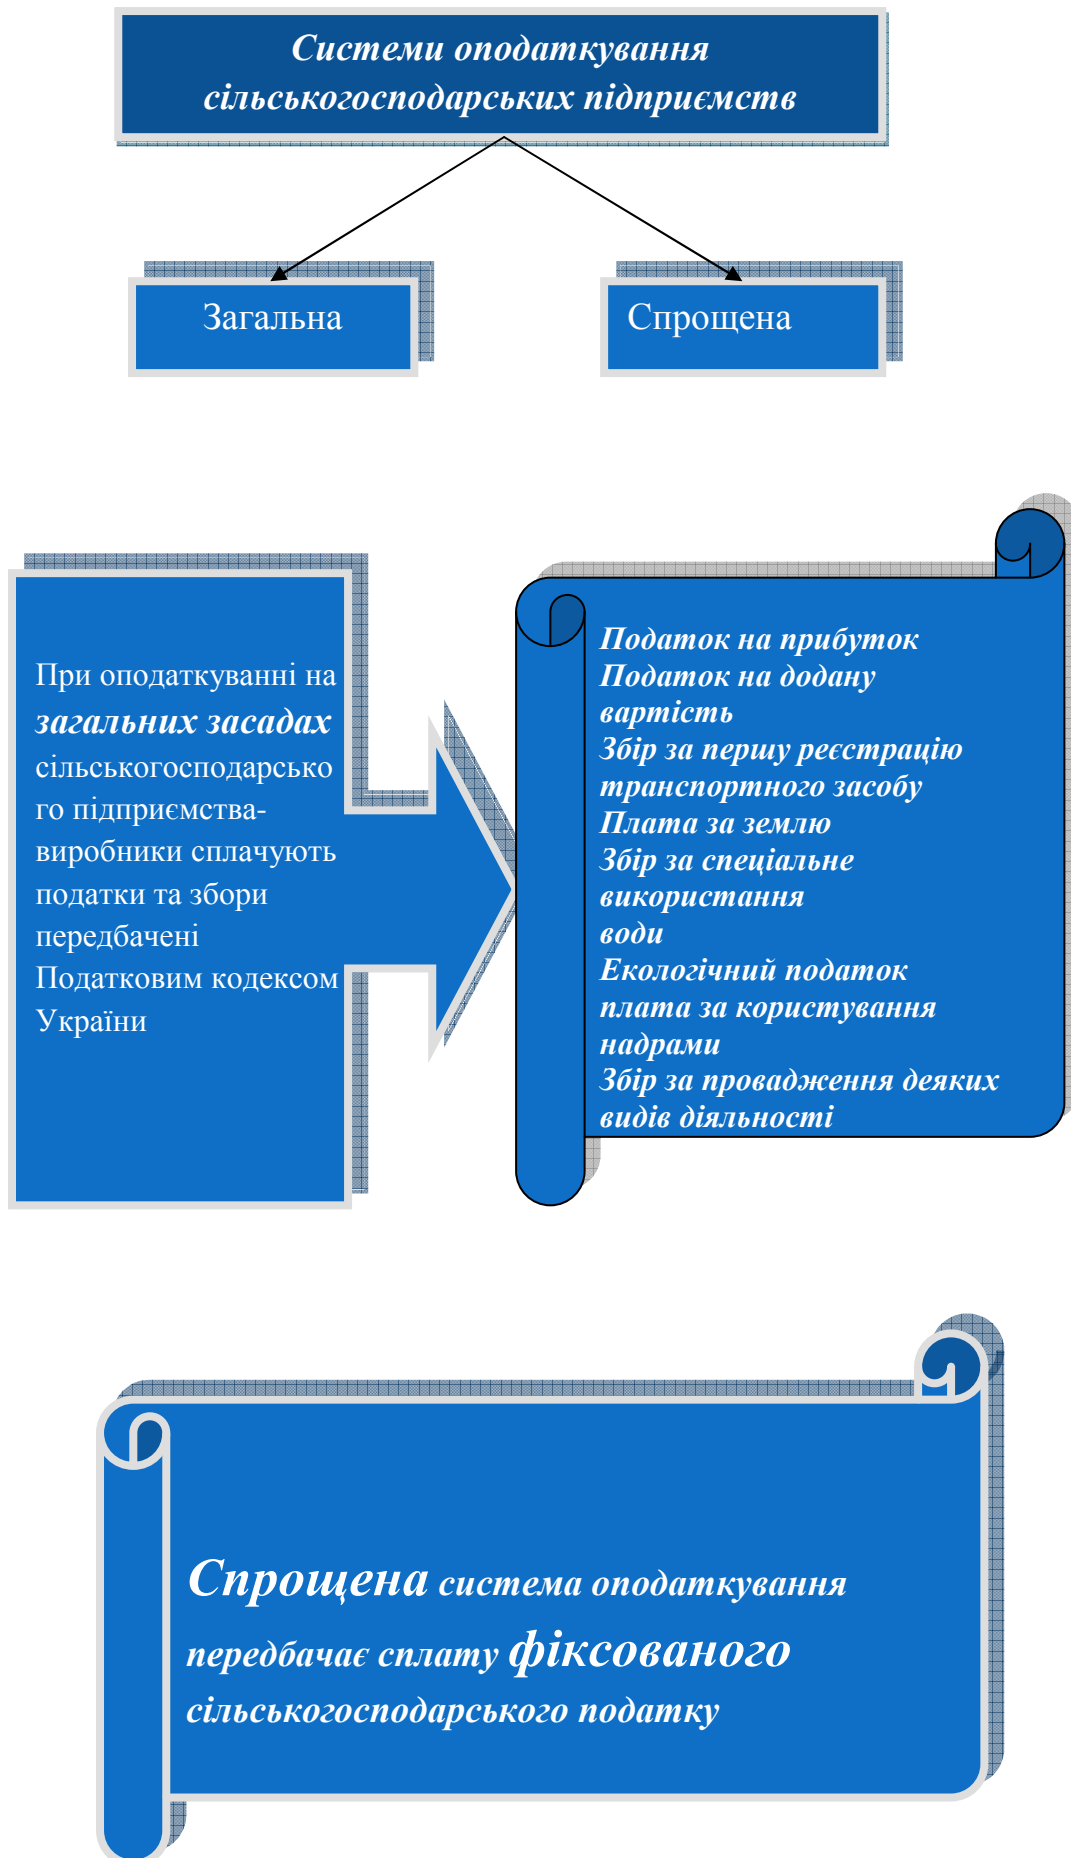 Системи оподаткування
сільськогосподарських підприємств
Загальна
Спрощена
При оподаткуванні на
загальних засадах
сільськогосподарсько
го підприємства-
виробники сплачують
податки та збори
передбачені
Податковим кодексом
України
Податок на прибуток
Податок на додану
вартість
Збір за першу реєстрацію
транспортного засобу
Плата за землю
Збір за спеціальне
використання
води
Екологічний податок
плата за користування
надрами
Збір за провадження деяких
видів діяльності
Спрощена система оподаткування
передбачає сплату фіксованого
сільськогосподарського податку